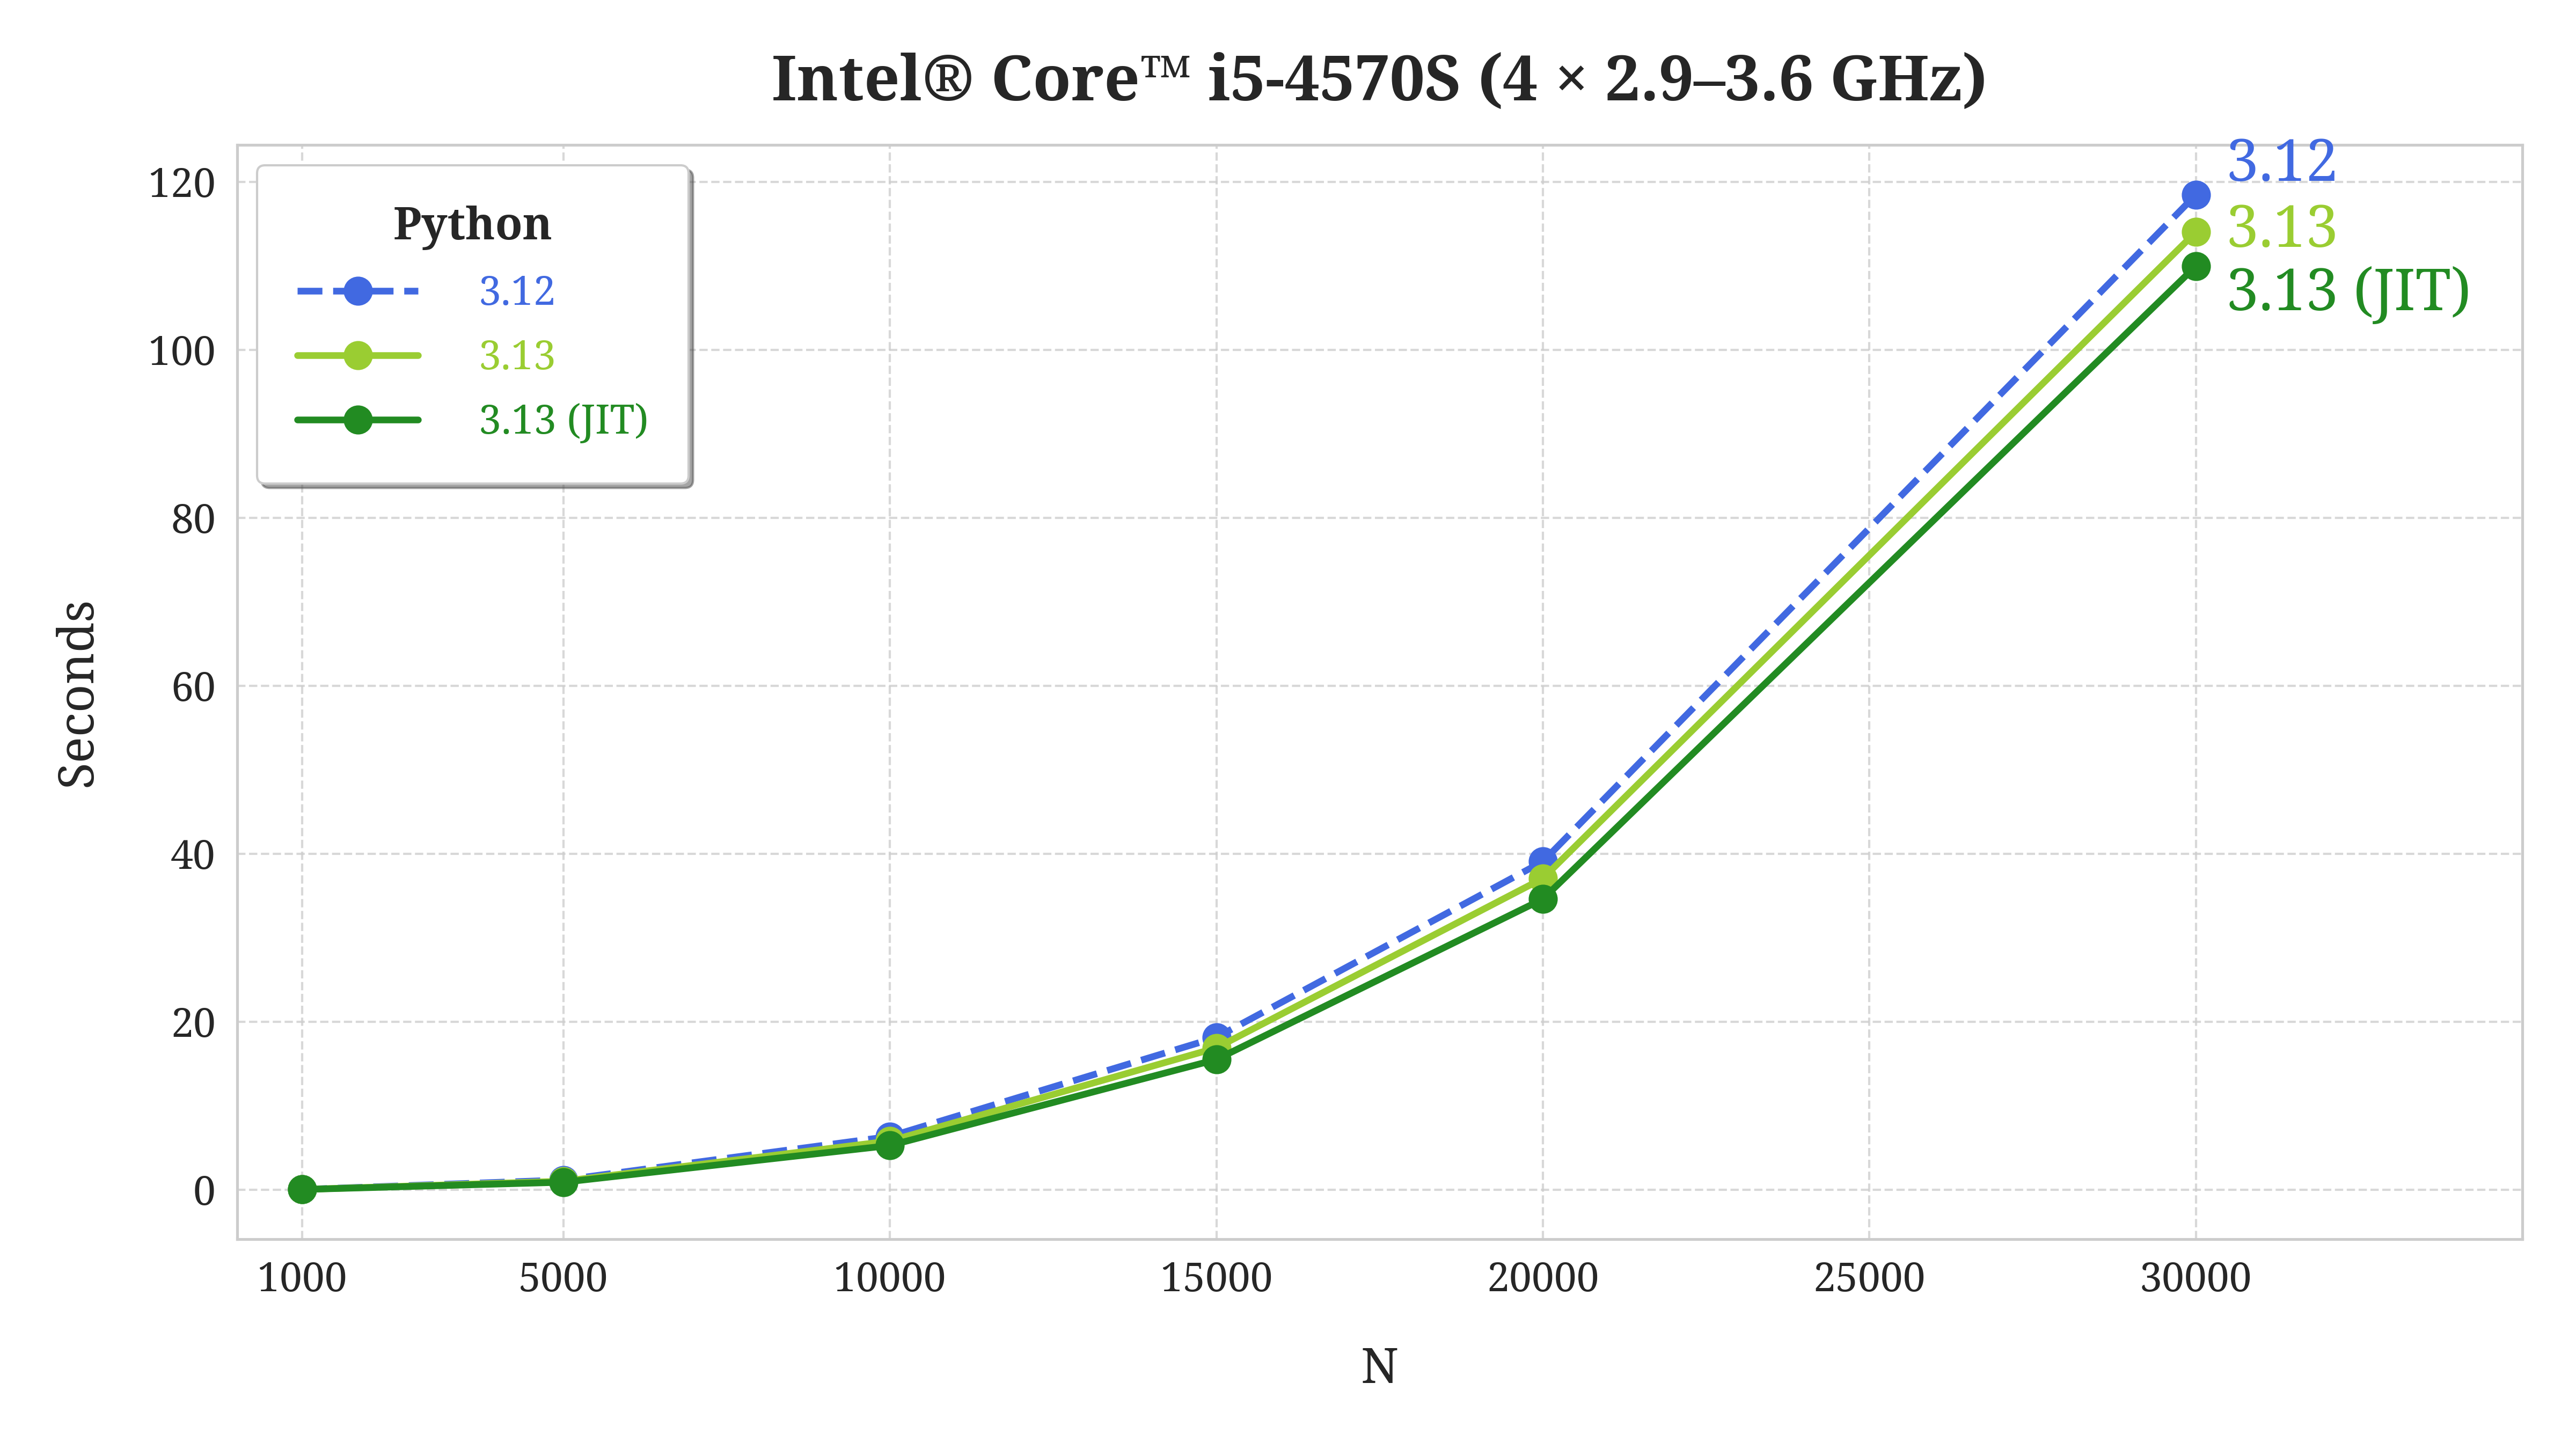 Intel® Core™ i5-4570S (4 × 2.9–3.6 GHz)
3.12
3.13
3.13 (JIT)
Python
3.12
3.13
3.13 (JIT)
120
100
80
60
40
20
0
Seconds
1000 5000 10000 15000 20000 25000 30000
N